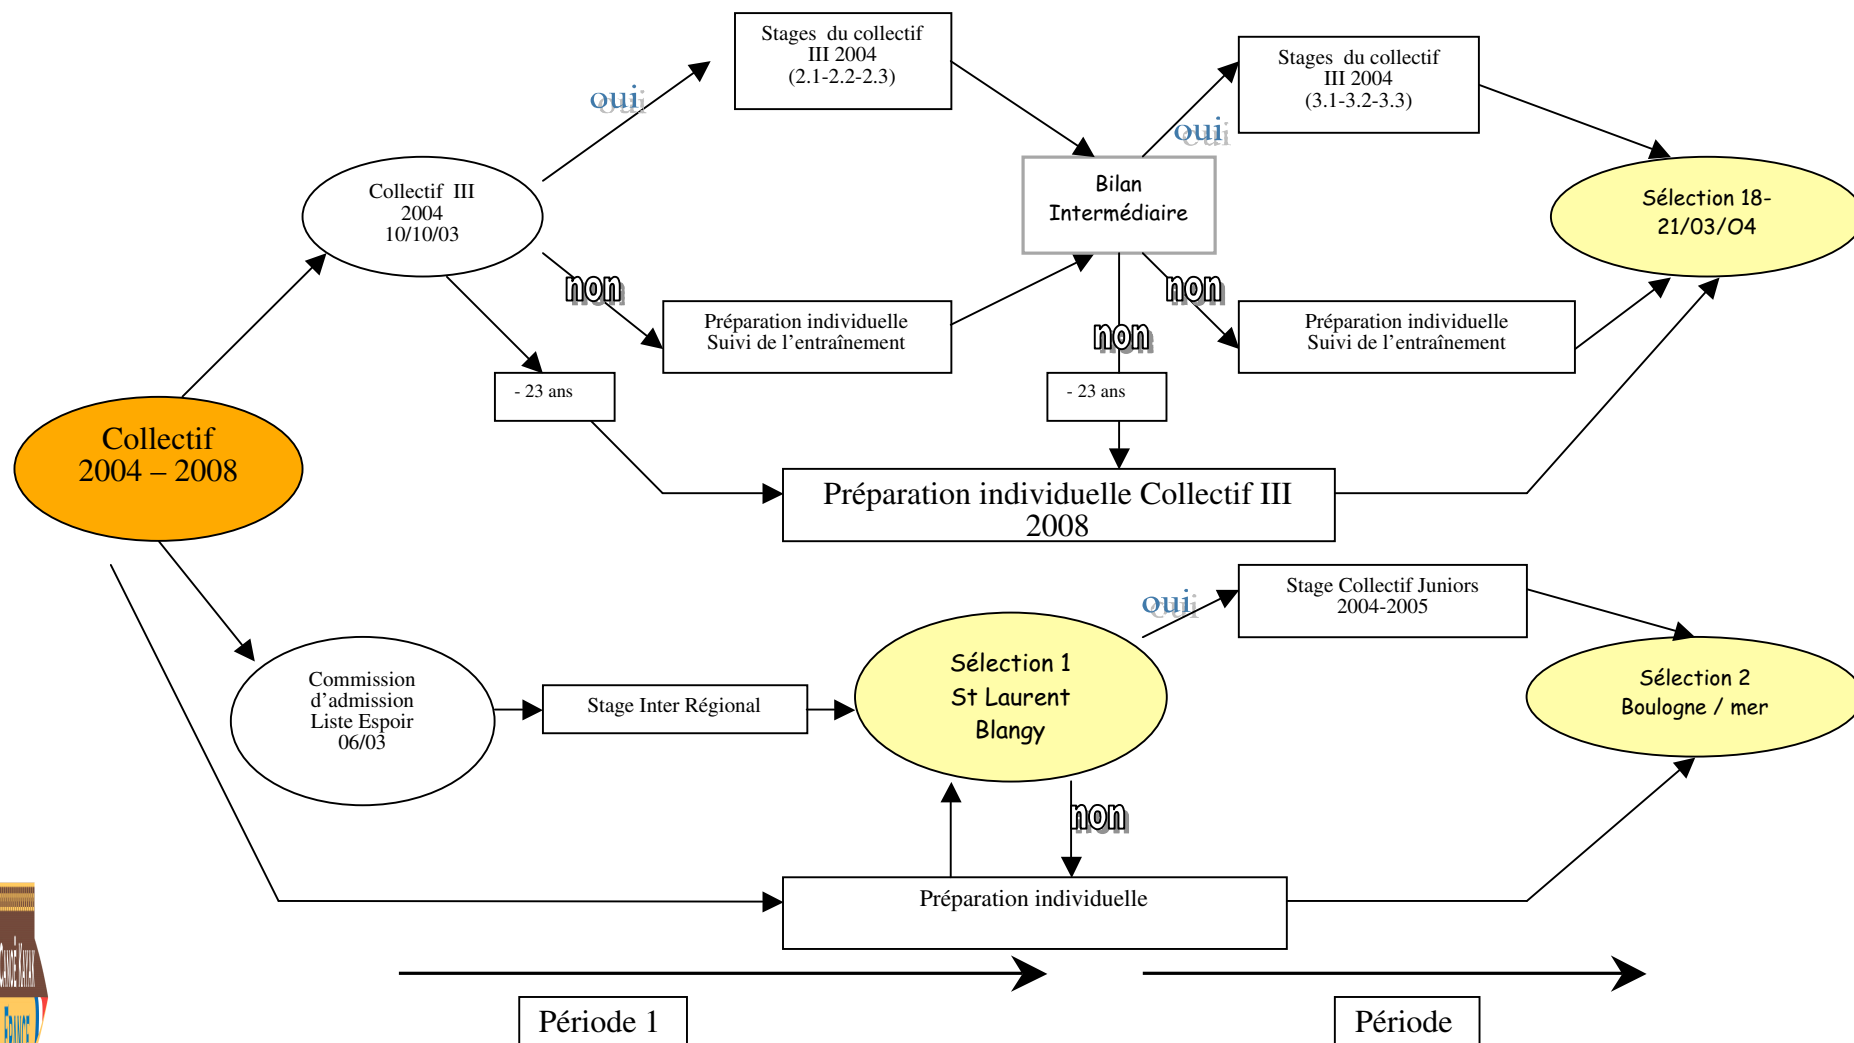 Stages  du collectif
III 2004
(2.1-2.2-2.3)
Stages  du collectif
III 2004
(3.1-3.2-3.3)
oui
oui
Collectif  III
2004
10/10/03
Bilan
Intermédiaire
Sélection 18-
21/03/O4
non
non
Préparation individuelle
Suivi de l’entraînement
non
Préparation individuelle
Suivi de l’entraînement
- 23 ans
- 23 ans
Collectif
2004 – 2008
Préparation individuelle Collectif III
2008
oui
Stage Collectif Juniors
2004-2005
Commission
d’admission
Liste Espoir
06/03
Stage Inter Régional
Sélection 1
St Laurent
Blangy
Sélection 2
Boulogne / mer
non
Préparation individuelle
CANOË KAYAK
FRANCE
Période 1
Période